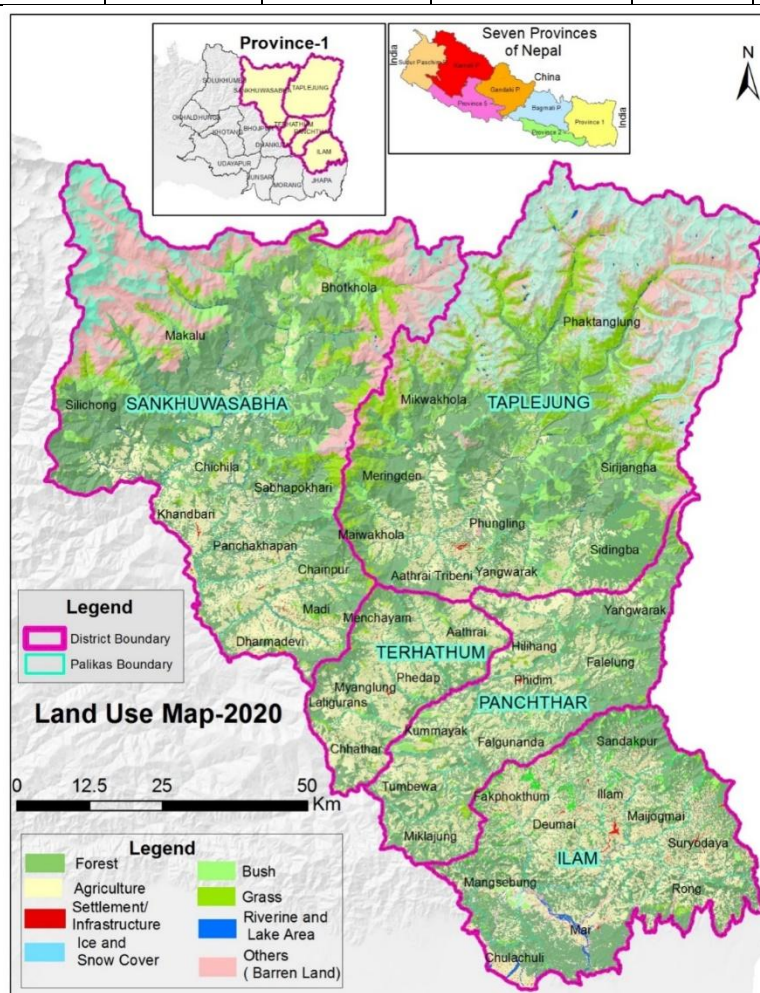 Province-1
SOLUKHUMBU
SANKHUWASABHA
TAPLEJUNG
OKHALDHUNGA
KHOTANG
BHOJPUR
TERHATHUM
PANCHTHAR
DHANKUTA
ILAM
UDAYAPUR
SUNSAR
MORANG
JHAPA
Seven Provinces
of Nepal
India
China
Gandaki P.
Province 5
Bagmati P
Province 1
Province 2
India
N
Bhotkhola
Makalu
Phaktanglung
Silichong
SANKHUWASABHA
Mikwakhola
TAPLEJUNG
Chichila
Sabhapokhari
Meringden
Sirijangha
Khandbari
Maiwakhola
Phungling
Panchakhapan
Sidingba
Chainpur
Aathrai Tribeni
Yangwarak
Madi
Menchayam
Yangwarak
Dharmadevi
Aathrai
Hilihang
TERHATHUM
Falelung
Phedap
Phidim
Myanglung
Laligurans
PANCHTHAR
Kummayak
Chhathar
Falgunanda
Sandakpur
Tumbewa
Fakphokthum
Illam
Deumai
Maijogmai
Miklajung
Suryodaya
ILAM
Mangsebung
Rong
Mai
Chulachuli
Legend
District Boundary
Palikas Boundary
Land Use Map-2020
0 12.5 25 50
Km
Legend
Forest
Agriculture
Settlement/
Infrastructure
Ice and
Snow Cover
Bush
Grass
Riverine and
Lake Area
Others
( Barren Land)